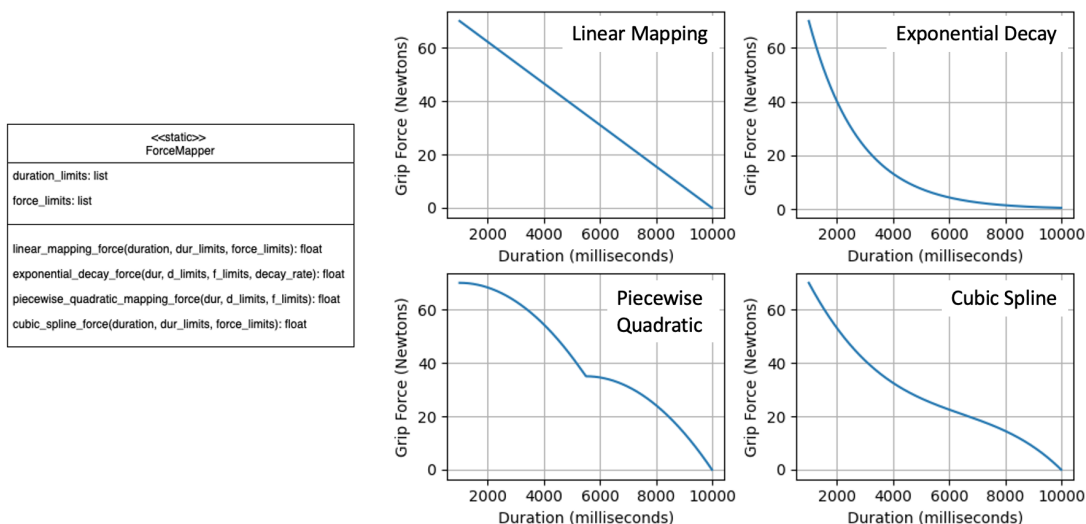 <<static>>
ForceMapper
duration_limits: list
force_limits: list
linear_mapping_force(duration, dur_limits, force_limits): float
exponential_decay_force(dur, d_limits, f_limits, decay_rate): float
piecewise_quadratic_mapping_force(dur, d_limits, f_limits): float
cubic_spline_force(duration, dur_limits, force_limits): float
Linear Mapping
Grip Force (Newtons)
60
40
20
0
2000 4000 6000 8000 10000
Duration (milliseconds)
Exponential Decay
Grip Force (Newtons)
60
40
20
0
2000 4000 6000 8000 10000
Duration (milliseconds)
Piecewise
Quadratic
Grip Force (Newtons)
60
40
20
0
2000 4000 6000 8000 10000
Duration (milliseconds)
Cubic Spline
Grip Force (Newtons)
60
40
20
0
2000 4000 6000 8000 10000
Duration (milliseconds)